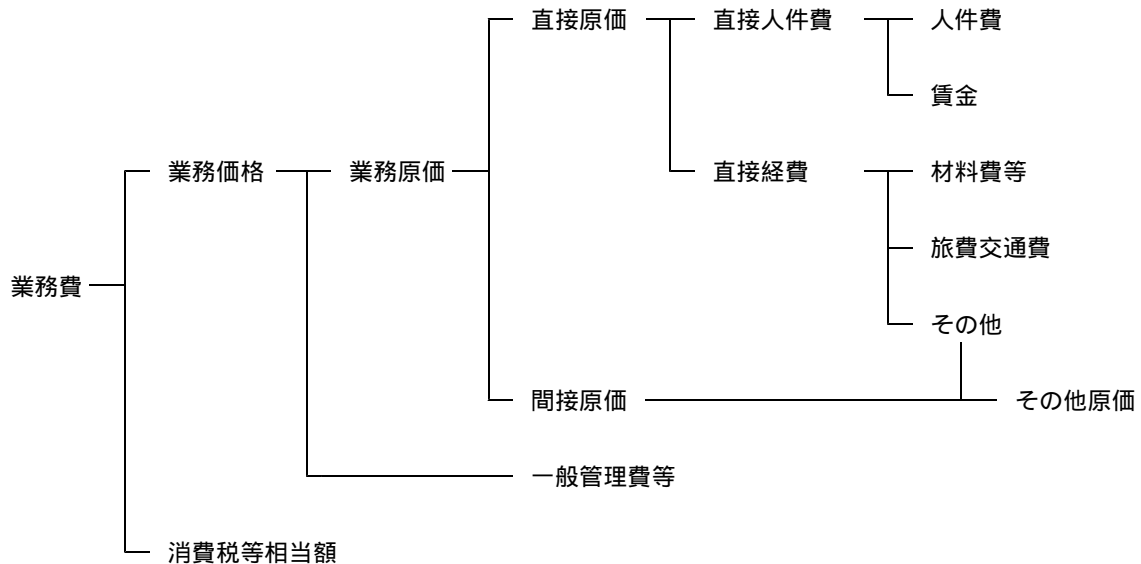 直接原価
直接人件費
人件費
賃金
業務価格
業務原価
直接経費
材料費等
旅費交通費
業務費
その他
間接原価
その他原価
一般管理費等
消費税等相当額